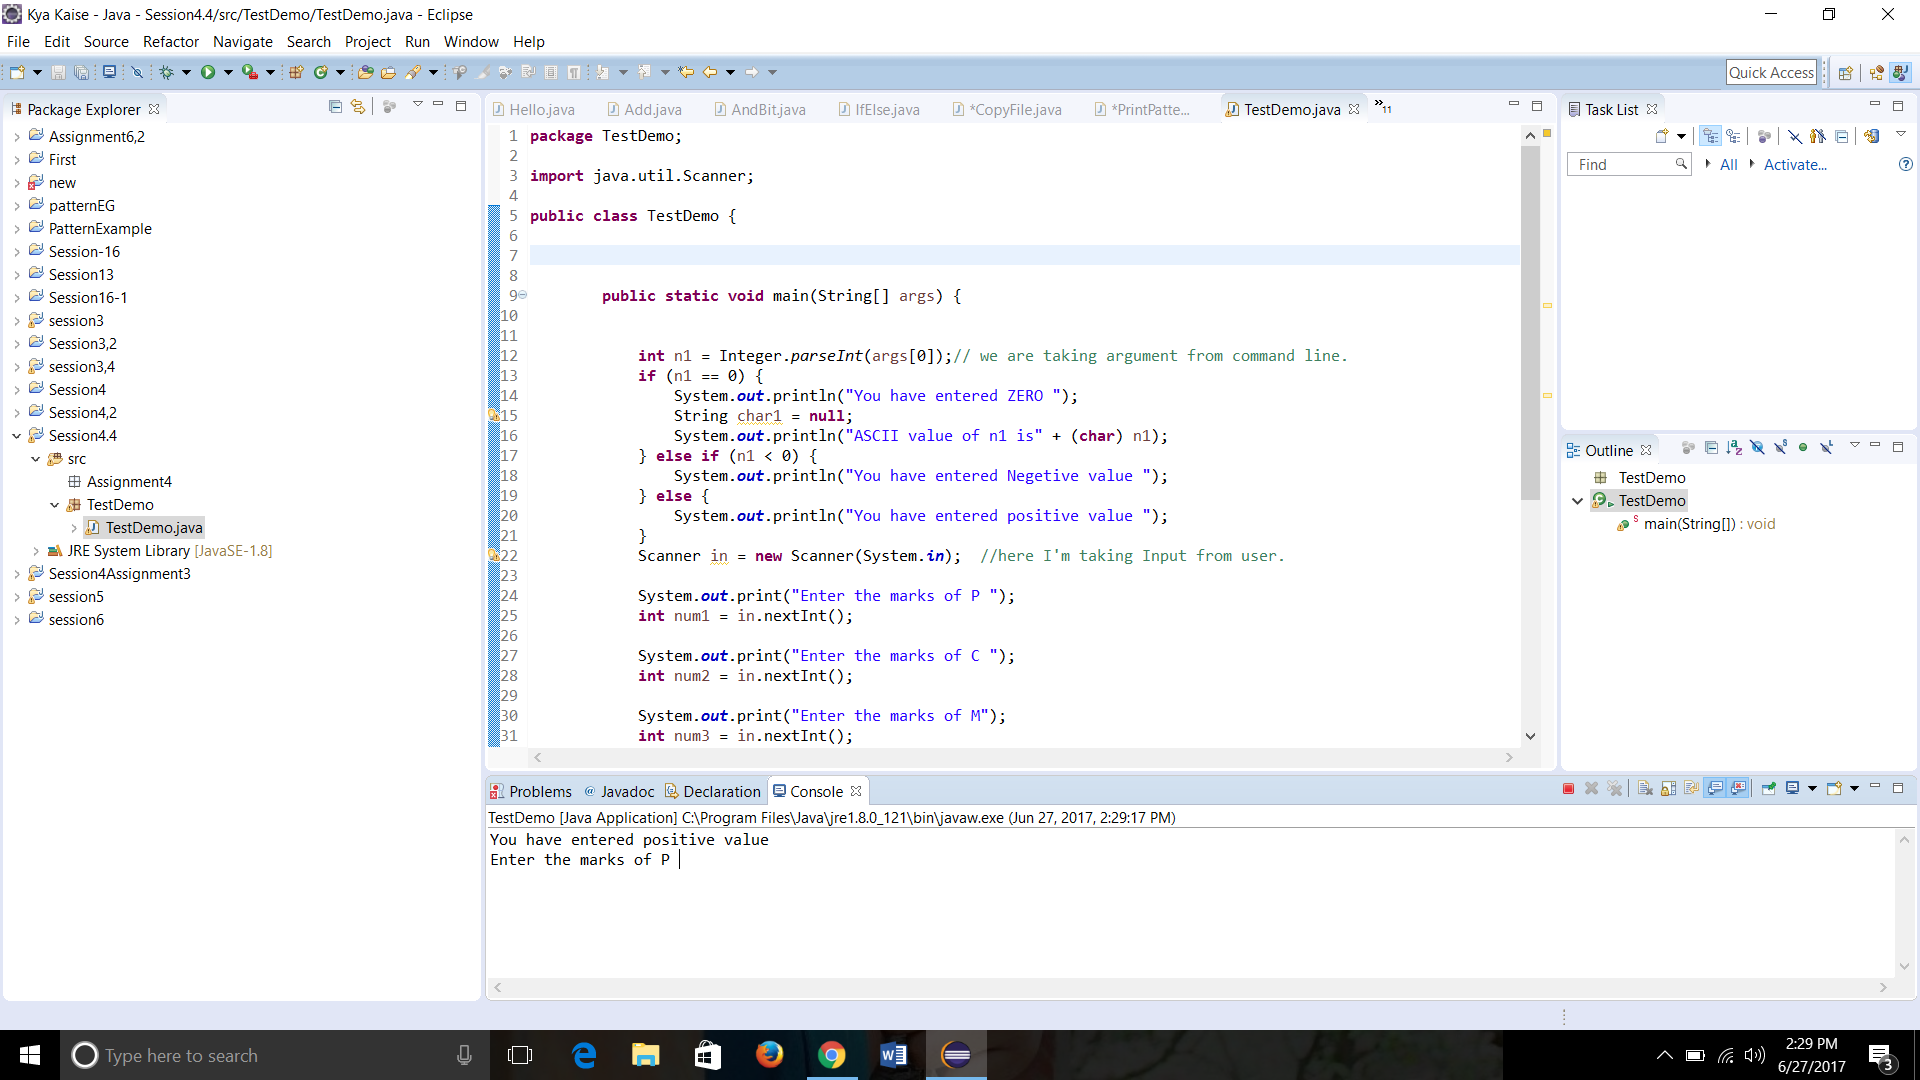 Kya Kaise - Java - Session4.4/src/TestDemo/TestDemo.java - Eclipse
File Edit Source Refactor Navigate Search Project Run Window Help
Quick Access
Package Explorer
Assignment6,2
First
new
patternEG
PatternExample
Session-16
Session13
Session16-1
session3
Session3,2
session3,4
Session4
Session4,2
Session4.4
src
Assignment4
TestDemo
TestDemo.java
JRE System Library [JavaSE-1.8]
Session4Assignment3
session5
session6
Hello.java Add.java AndBit.java IfElse.java *CopyFile.java *PrintPatte... TestDemo.java »11
1 package TestDemo;
2
3 import java.util.Scanner;
4
5 public class TestDemo {
6
7
8
9 public static void main(String[] args) {
10
11
12 int n1 = Integer.parseInt(args[0]);// we are taking argument from command line.
13 if (n1 == 0) {
14 System.out.println("You have entered ZERO ");
15 String char1 = null;
16 System.out.println("ASCII value of n1 is" + (char) n1);
17 } else if (n1 < 0) {
18 System.out.println("You have entered Negetive value ");
19 } else {
20 System.out.println("You have entered positive value ");
21 }
22 Scanner in = new Scanner(System.in); //here I'm taking Input from user.
23
24 System.out.print("Enter the marks of P ");
25 int num1 = in.nextInt();
26
27 System.out.print("Enter the marks of C ");
28 int num2 = in.nextInt();
29
30 System.out.print("Enter the marks of M");
31 int num3 = in.nextInt();
Task List
Find All Activate...
Outline
TestDemo
TestDemo
main(String[]) : void
Problems @ Javadoc Declaration Console
TestDemo [Java Application] C:\Program Files\Java\jre1.8.0_121\bin\javaw.exe (Jun 27, 2017, 2:29:17 PM)
You have entered positive value
Enter the marks of P
Type here to search
2:29 PM
6/27/2017
3